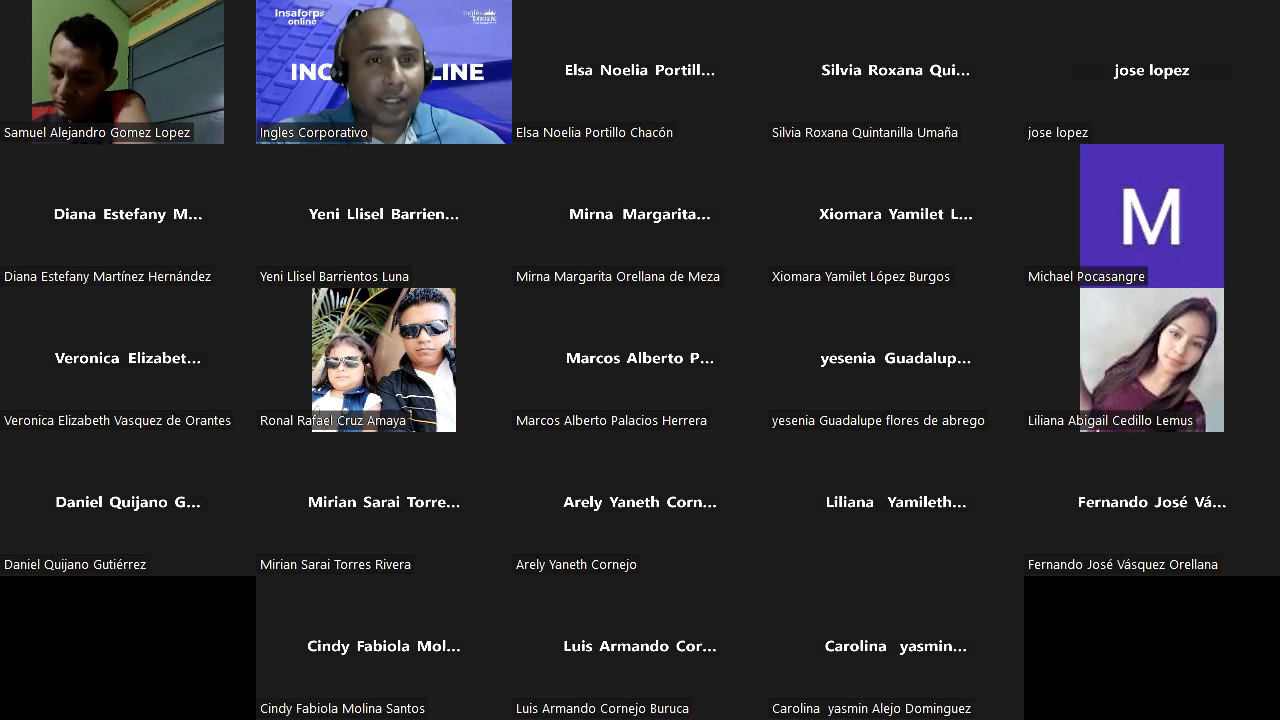 Insaforp online
Inglés Corporativo
INC LINE
Samuel Alejandro Gomez Lopez
Ingles Corporativo
Elsa Noelia Portill...
Elsa Noelia Portillo Chacón
Silvia Roxana Qui...
Silvia Roxana Quintanilla Umaña
jose lopez
jose lopez
Diana Estefany M...
Diana Estefany Martínez Hernández
Yeni Llisel Barrien...
Yeni Llisel Barrientos Luna
Mirna Margarita...
Mirna Margarita Orellana de Meza
Xiomara Yamilet L...
Xiomara Yamilet López Burgos
M
Michael Pocasangre
Veronica Elizabet...
Veronica Elizabeth Vasquez de Orantes
Ronal Rafael Cruz Amaya
Marcos Alberto P...
Marcos Alberto Palacios Herrera
yesenia Guadalup...
yesenia Guadalupe flores de abrego
Liliana Abigail Cedillo Lemus
Daniel Quijano G...
Daniel Quijano Gutiérrez
Mirian Sarai Torre...
Mirian Sarai Torres Rivera
Arely Yaneth Corn...
Arely Yaneth Cornejo
Liliana Yamileth...
Fernando José Vá...
Fernando José Vásquez Orellana
Cindy Fabiola Mol...
Cindy Fabiola Molina Santos
Luis Armando Cor...
Luis Armando Cornejo Buruca
Carolina yasmin...
Carolina yasmin Alejo Dominguez